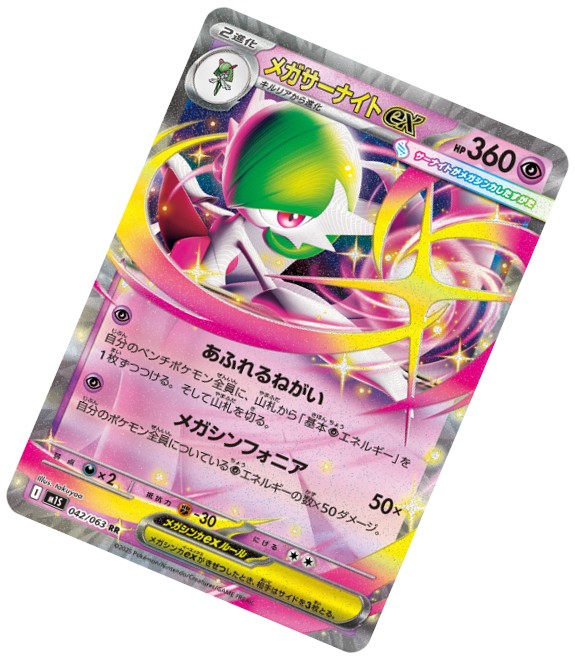 2進化
メガサーナイトex
HP360
キルリアから進化
サーナイトがメガシンカしたすがた
あふれるねがい
自分のベンチポケモン全員に、山札から「基本エネルギー」を
1枚ずつつける。そして山札を切る。
メガシンフォニア
50×
自分のポケモン全員についているエネルギーの数×50ダメージ。
弱点 ×2
抵抗力 -30
にげる
Illus. takuyoa
I m1S 042/063 RR
メガシンカexルール
メガシンカexがきぜつしたとき、相手はサイドを3枚とる。
©2025 Pokémon/Nintendo/Creatures/GAME FREAK.